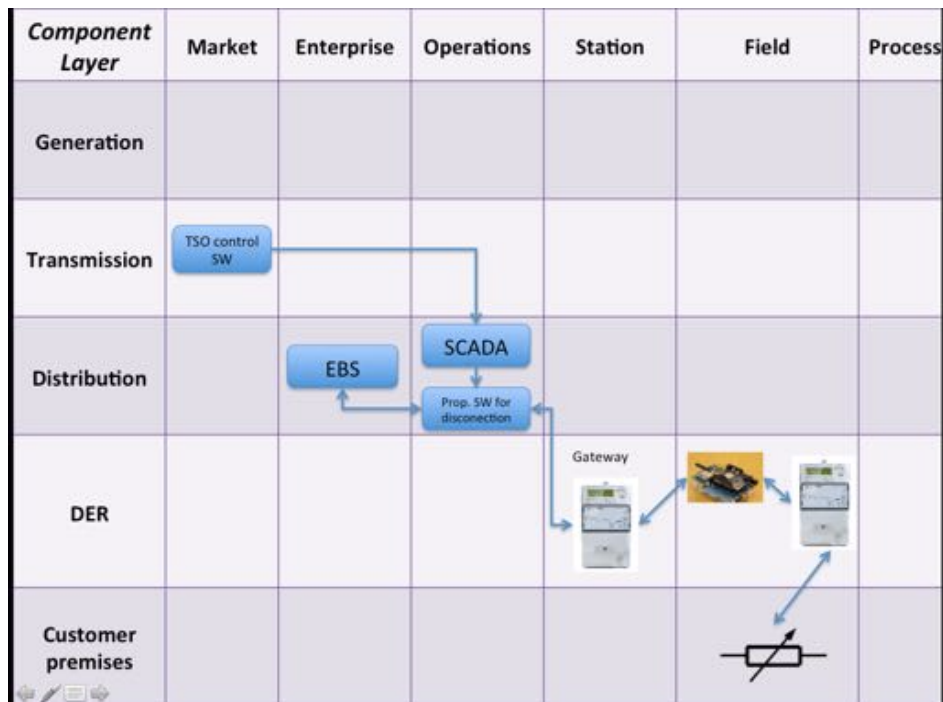 Component
Layer
Market
Enterprise
Operations
Station
Field
Process
Generation
Transmission
TSO control
SW
Distribution
EBS
SCADA
Prop. SW for
disconection
DER
Gateway
Customer
premises